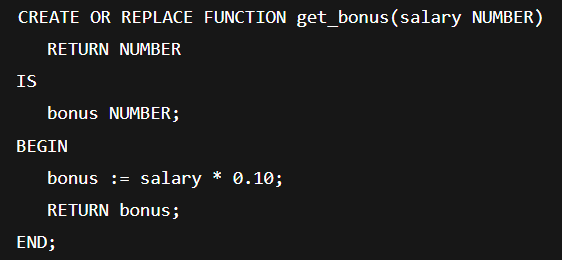 CREATE OR REPLACE FUNCTION get_bonus(salary NUMBER)
RETURN NUMBER
IS
bonus NUMBER;
BEGIN
bonus := salary * 0.10;
RETURN bonus;
END;